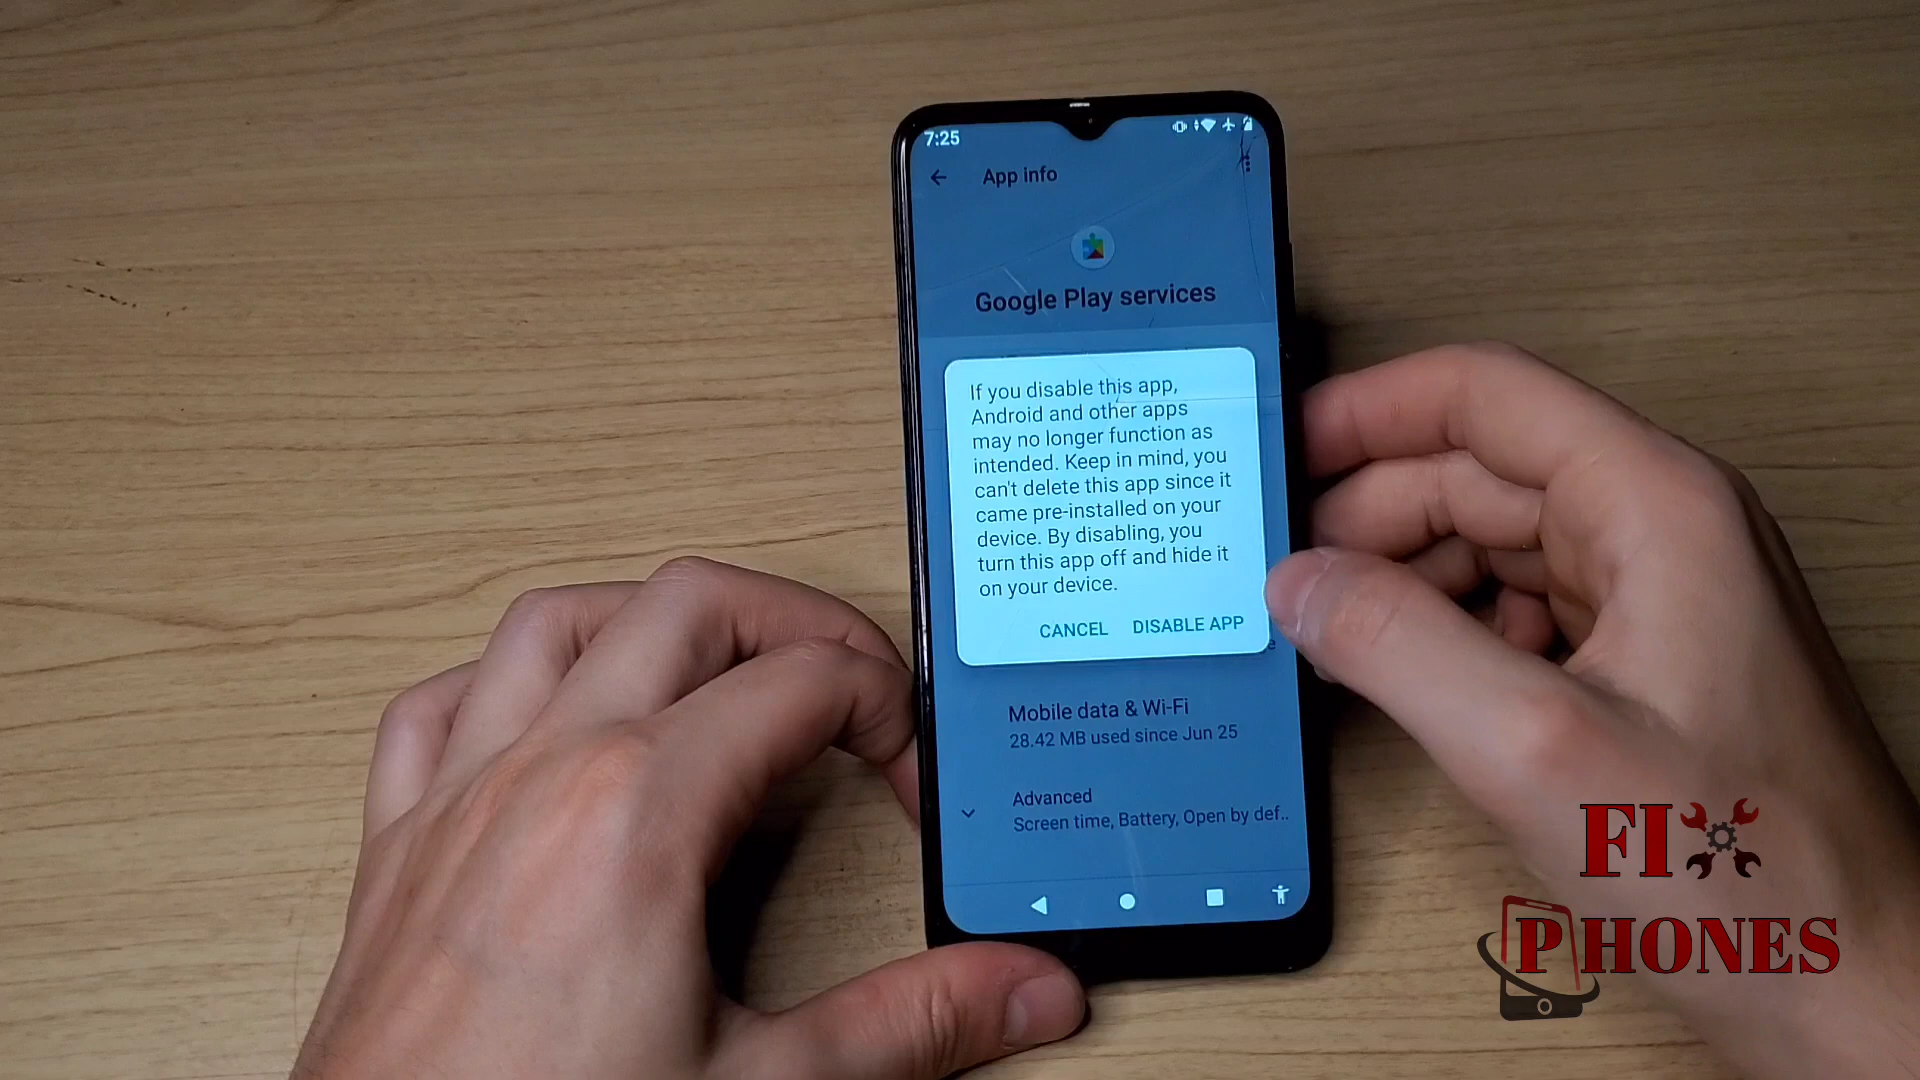 7:25
App info
Google Play services
If you disable this app,
Android and other apps
may no longer function as
intended. Keep in mind, you
can't delete this app since it
came pre-installed on your
device. By disabling, you
turn this app off and hide it
on your device.
CANCEL DISABLE APP
Mobile data & Wi-Fi
28.42 MB used since Jun 25
Advanced
Screen time, Battery, Open by def..
FIX
PHONES